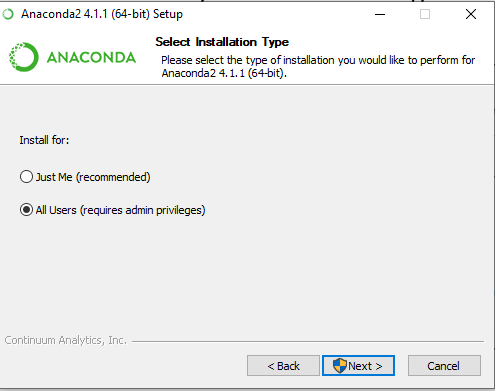 Anaconda2 4.1.1 (64-bit) Setup
Select Installation Type
Please select the type of installation you would like to perform for
Anaconda2 4.1.1 (64-bit).
ANACONDA
Install for:
Just Me (recommended)
All Users (requires admin privileges)
Continuum Analytics, Inc.
< Back
Next >
Cancel